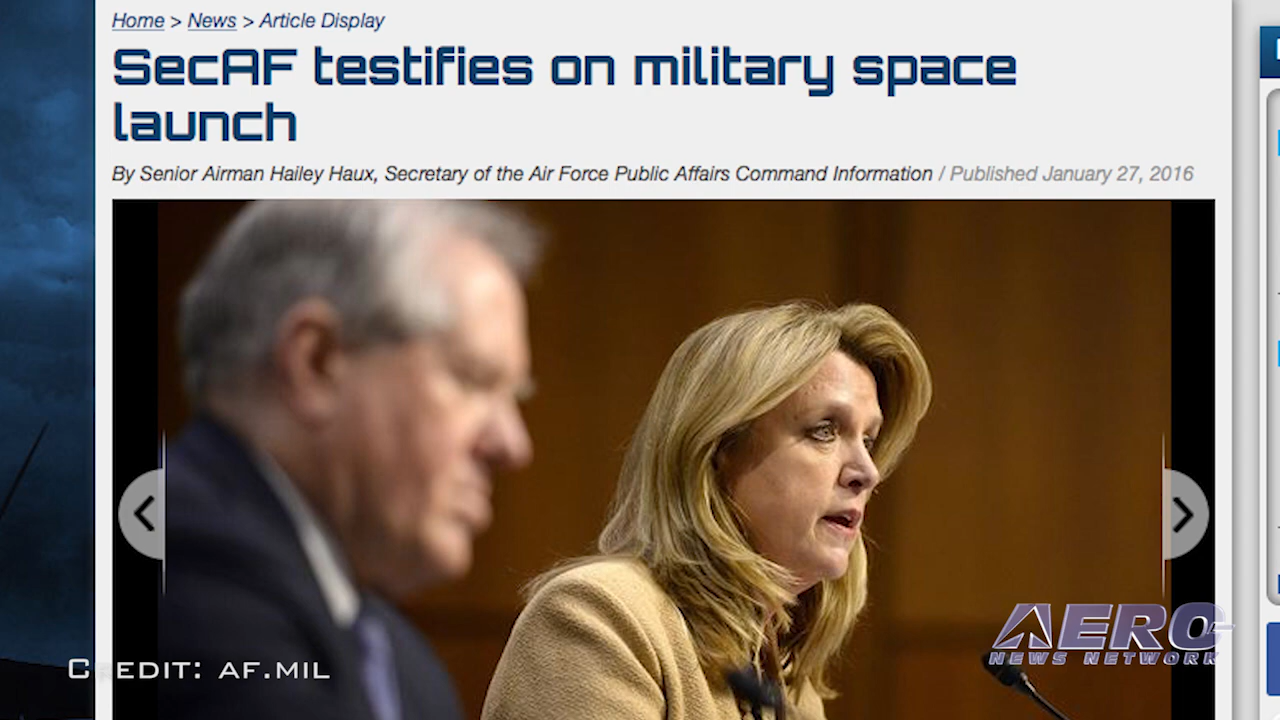 Home > News > Article Display
SecAF testifies on military space
launch
By Senior Airman Hailey Haux, Secretary of the Air Force Public Affairs Command Information / Published January 27, 2016
CREDIT: AF.MIL
AERO
NEWS NETWORK